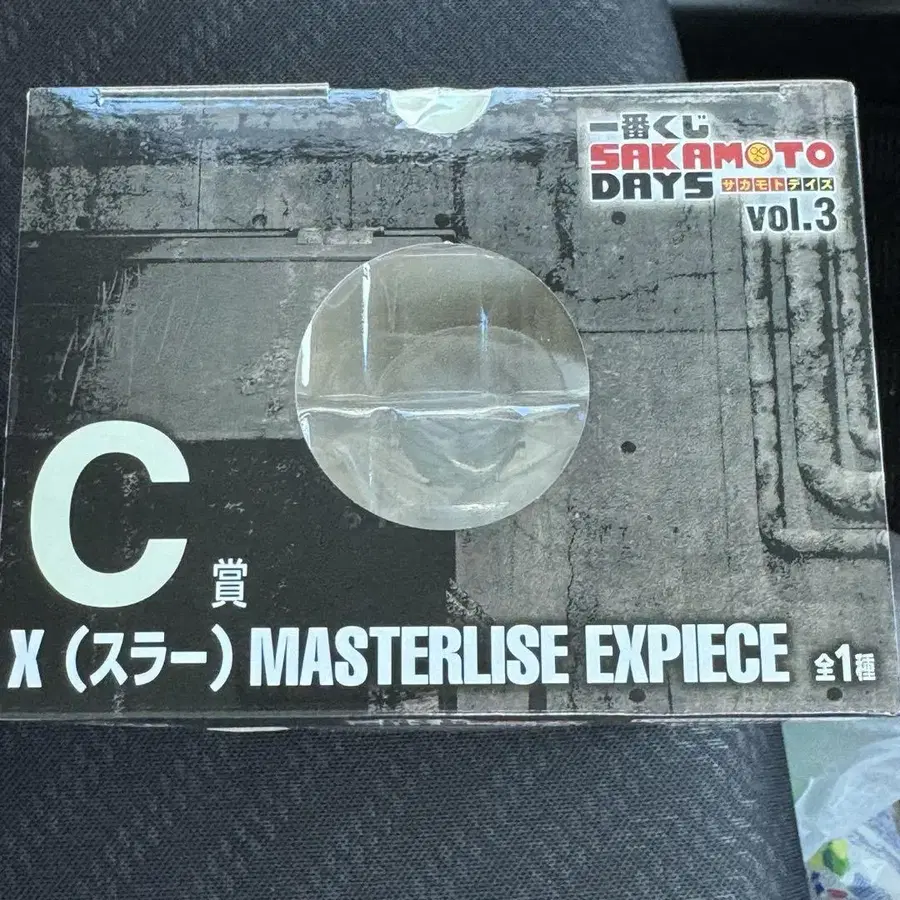 一番くじ
SAKAMOTO
DAYS サカモトデイズ
vol.3
C賞
X（スラー）MASTERLISE EXPIECE 全1種